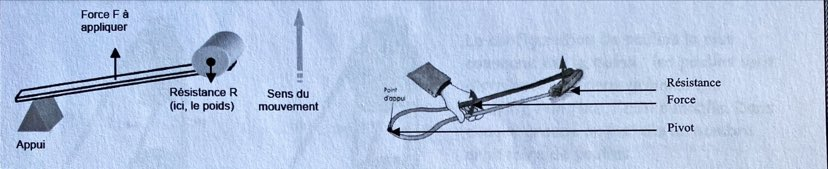 Force F à
appliquer
Résistance R
(ici, le poids)
Appui
Sens du
mouvement
Point
d'appui
Résistance
Force
Pivot